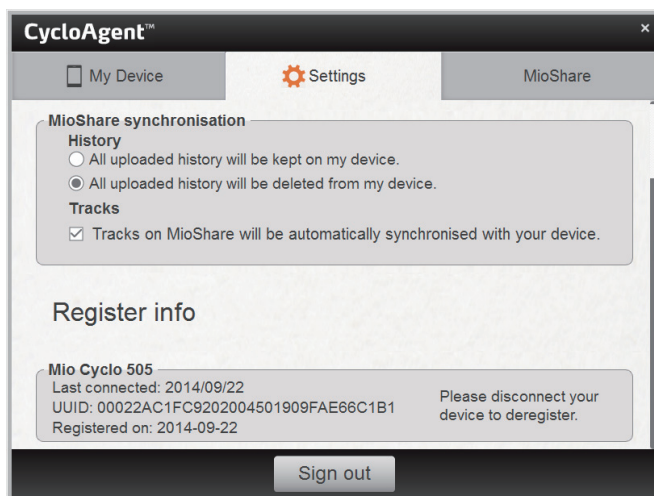 CycloAgent™
×
My Device
Settings
MioShare
MioShare synchronisation
History
All uploaded history will be kept on my device.
All uploaded history will be deleted from my device.
Tracks
Tracks on MioShare will be automatically synchronised with your device.
Register info
Mio Cyclo 505
Last connected: 2014/09/22
UUID: 00022AC1FC9202004501909FAE66C1B1
Registered on: 2014-09-22
Please disconnect your
device to deregister.
Sign out